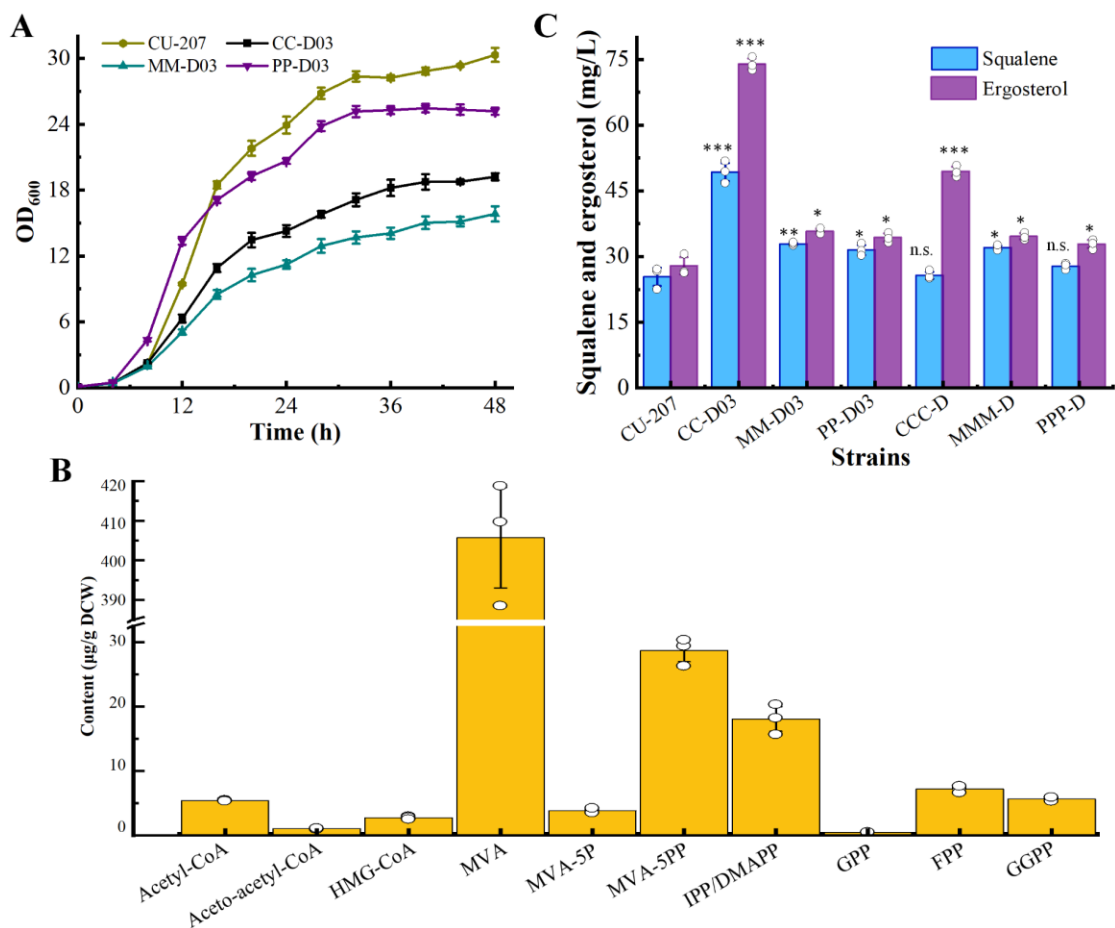 A
CU-207
CC-D03
MM-D03
PP-D03
OD600
30
24
18
12
6
0
0
12
24
36
48
Time (h)
C
Squalene
Ergosterol
Squalene and ergosterol (mg/L)
75
60
45
30
15
0
***
***
**
*
*
*
n.s.
***
*
*
n.s.
*
CU-207
CC-D03
MM-D03
PP-D03
CCC-D
MMM-D
PPP-D
Strains
B
Content (μg/g DCW)
420
410
400
390
30
20
10
0
Acetyl-CoA
Aceto-acetyl-CoA
HMG-CoA
MVA
MVA-5P
MVA-5PP
IPP/DMAPP
GPP
FPP
GGPP